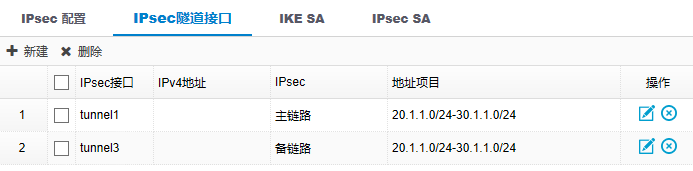 IPsec 配置 IPsec隧道接口 IKE SA IPsec SA
新建 删除
IPsec接口 IPv4地址 IPsec 地址项目 操作
1 tunnel1 主链路 20.1.1.0/24-30.1.1.0/24
2 tunnel3 备链路 20.1.1.0/24-30.1.1.0/24